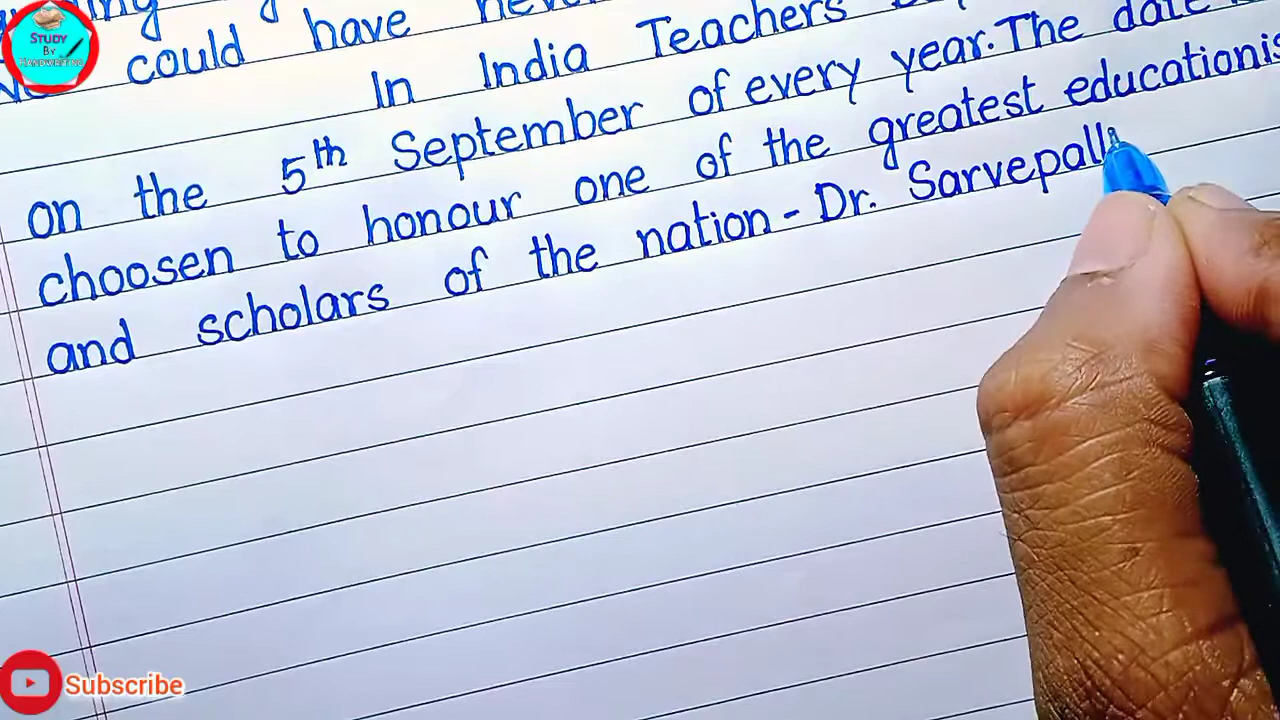 STUDY
By
HANDWRITING
could have
In India Teachers
on the 5th September of every year. The date
choosen to honour one of the greatest educationis
and scholars of the nation - Dr. Sarvepall
Subscribe